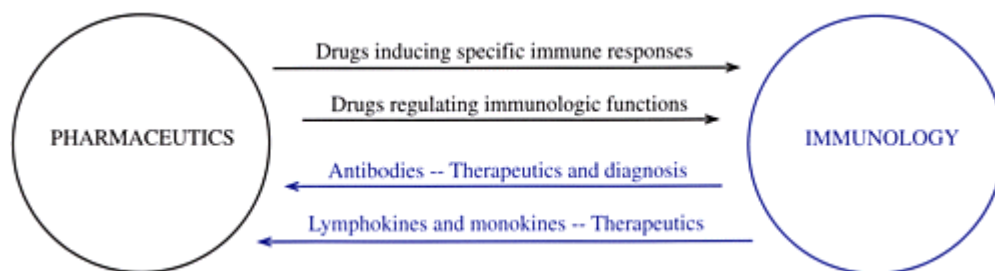 Drugs inducing specific immune responses
Drugs regulating immunologic functions
PHARMACEUTICS
IMMUNOLOGY
Antibodies -- Therapeutics and diagnosis
Lymphokines and monokines -- Therapeutics